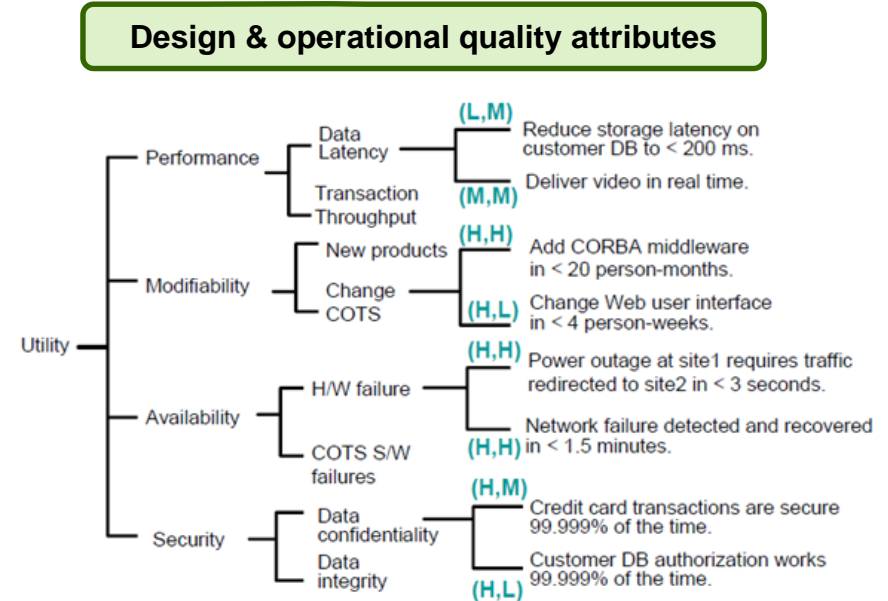 Design & operational quality attributes
Utility
Performance
Data
Latency
(L,M)
Reduce storage latency on
customer DB to < 200 ms.
(M,M)
Deliver video in real time.
Transaction
Throughput
Modifiability
New products
Change
COTS
(H,H)
Add CORBA middleware
in < 20 person-months.
(H,L)
Change Web user interface
in < 4 person-weeks.
Availability
H/W failure
(H,H)
Power outage at site1 requires traffic
redirected to site2 in < 3 seconds.
(H,H)
Network failure detected and recovered
in < 1.5 minutes.
COTS S/W
failures
Security
Data
confidentiality
(H,M)
Credit card transactions are secure
99.999% of the time.
(H,L)
Customer DB authorization works
99.999% of the time.
Data
integrity